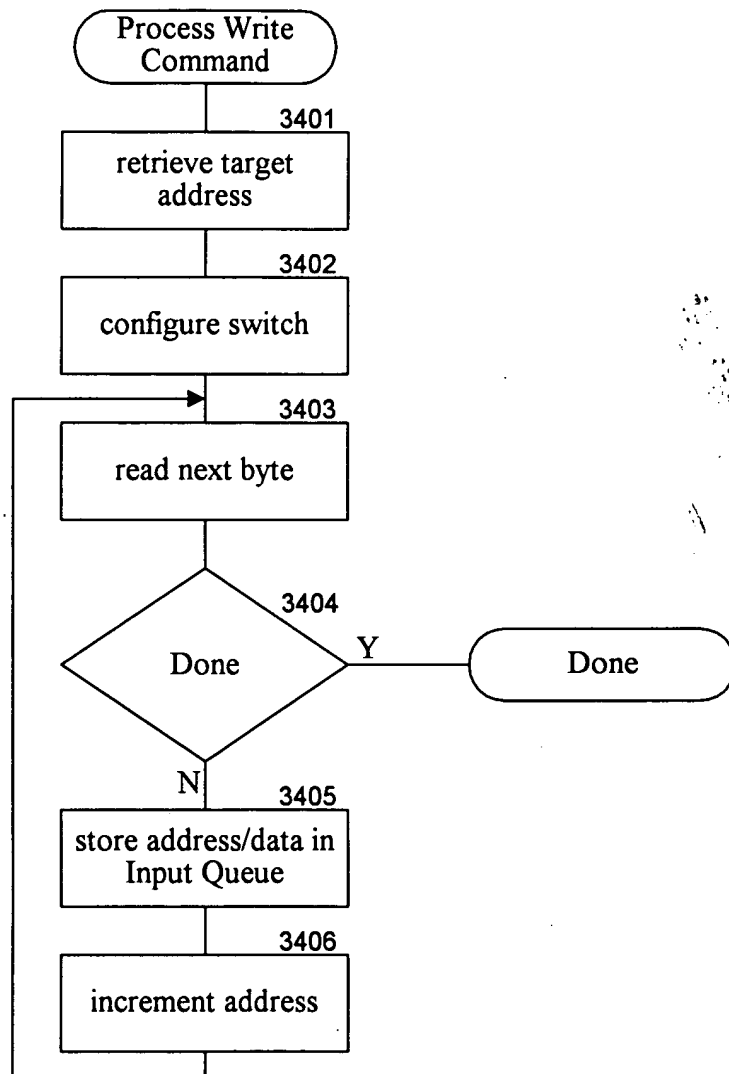 Process Write
Command
3401
retrieve target
address
3402
configure switch
3403
read next byte
3404
Done
Y
Done
N
3405
store address/data in
Input Queue
3406
increment address